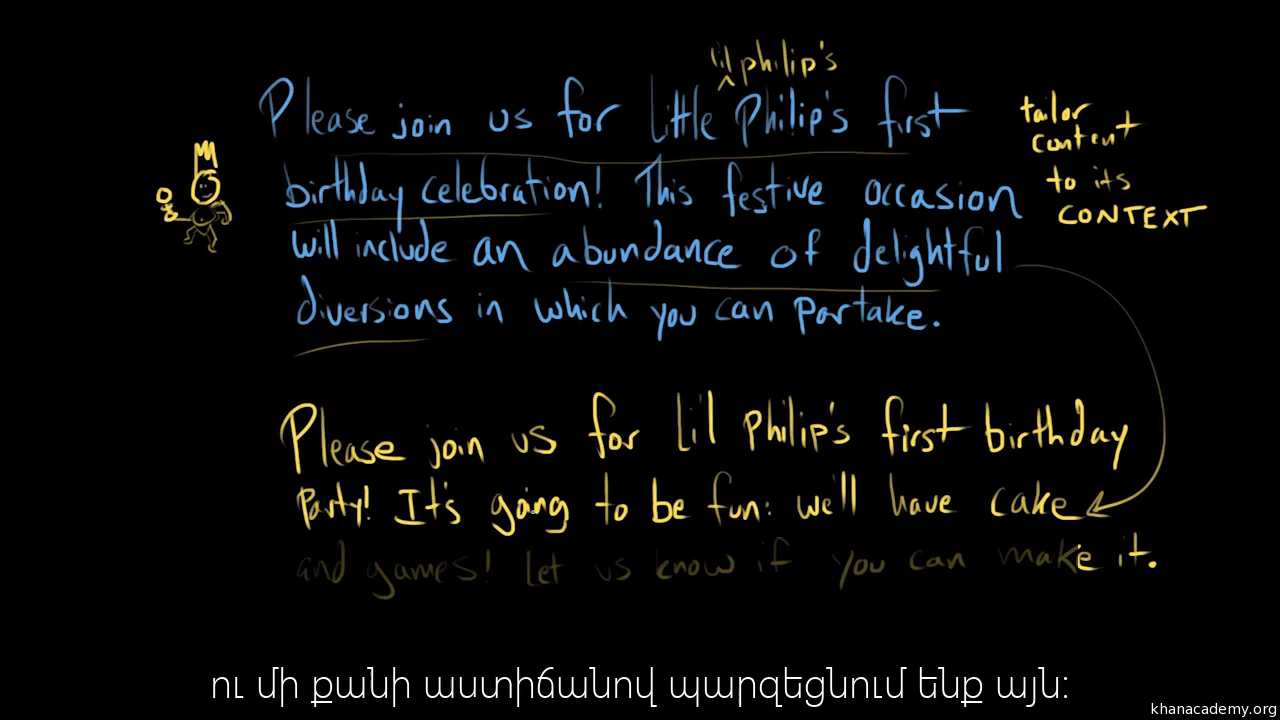 lil philip's
Please join us for little Philip's first
birthday celebration! This festive occasion
will include an abundance of delightful
diversions in which you can partake.
tailor
content
to its
CONTEXT
Please join us for Li'l Philip's first birthday
Party! It's going to be fun: we'll have cake
and games! Let us know if you can make it.
ու մի քանի աստիճանով պարզեցնում ենք այն:
khanacademy.org